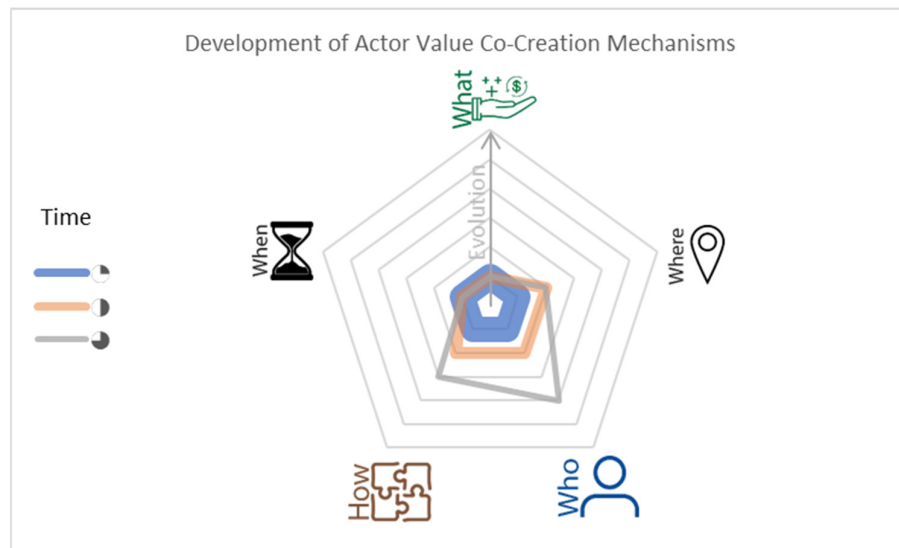 Development of Actor Value Co-Creation Mechanisms
What
$
Evolution
Time
When
Where
How
Who